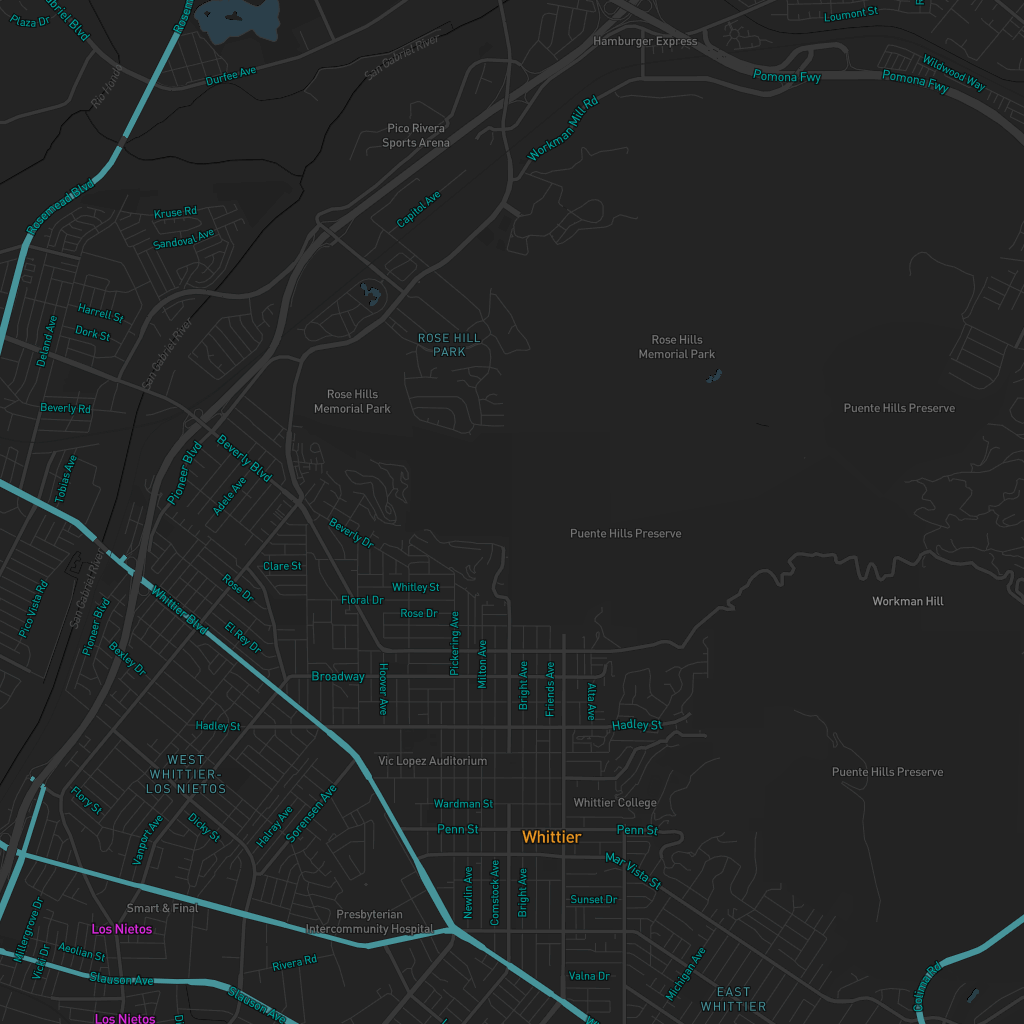 Plaza Dr
Gabriel Blvd
Rosem
Durfee Ave
San Gabriel River
Rio Hondo
Hamburger Express
Loumont St
Pomona Fwy
Pomona Fwy
Wildwood Way
Pico Rivera
Sports Arena
Workman Mill Rd
Rosemead Blvd
Kruse Rd
Sandoval Ave
Capitol Ave
Harrell St
Dork St
Deland Ave
San Gabriel River
ROSE HILL
PARK
Rose Hills
Memorial Park
Rose Hills
Memorial Park
Puente Hills Preserve
Beverly Rd
Beverly Blvd
Pioneer Blvd
Tobias Ave
Adele Ave
Beverly Dr
Puente Hills Preserve
Clare St
Whitley St
Rose Dr
Floral Dr
Rose Dr
Workman Hill
San Gabriel River
Pico Vista Rd
Pioneer Blvd
Whittier Blvd
El Rey Dr
Bexley Dr
Pickering Ave
Milton Ave
Broadway
Hoover Ave
Bright Ave
Friends Ave
Alta Ave
Hadley St
Hadley St
WEST
WHITTIER-
LOS NIETOS
Vic Lopez Auditorium
Puente Hills Preserve
Flory St
Vanport Ave
Dicky St
Halray Ave
Sorensen Ave
Wardman St
Whittier College
Penn St
Whittier
Penn St
Mar Vista St
Newlin Ave
Comstock Ave
Bright Ave
Sunset Dr
Smart & Final
Presbyterian
Intercommunity Hospital
Los Nietos
Millergrove Dr
Vicki Dr
Aeolian St
Rivera Rd
Slauson Ave
Slauson Ave
Valna Dr
Michigan Ave
EAST
WHITTIER
Colima Rd
Los Nietos